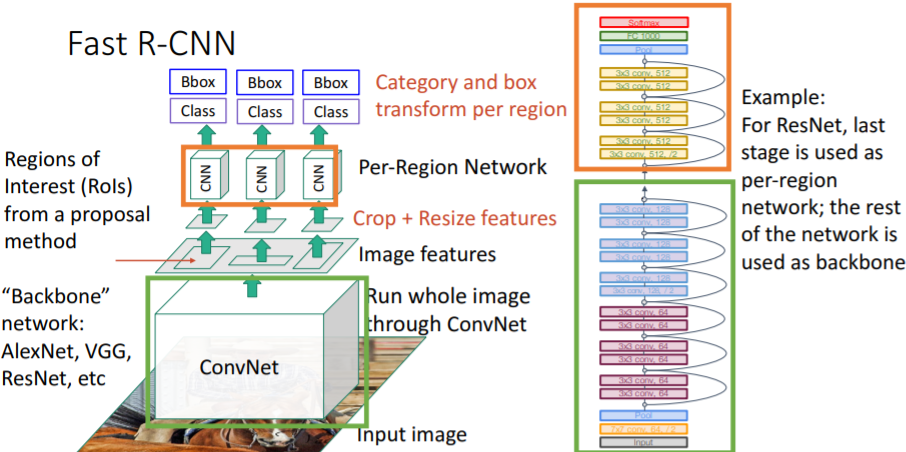 Fast R-CNN
Bbox Bbox Bbox
Class Class Class
Category and box
transform per region
CNN CNN CNN
Per-Region Network
Regions of
Interest (RoIs)
from a proposal
method
Crop + Resize features
Image features
"Backbone"
network:
AlexNet, VGG,
ResNet, etc
Run whole image
through ConvNet
ConvNet
Input image
Softmax
FC 1000
Pool
3x3 conv, 512
3x3 conv, 512
3x3 conv, 512
3x3 conv, 512
3x3 conv, 512
3x3 conv, 512, /2
3x3 conv, 128
3x3 conv, 128
3x3 conv, 128
3x3 conv, 128
3x3 conv, 128
3x3 conv, 128, / 2
3x3 conv, 64
3x3 conv, 64
3x3 conv, 64
3x3 conv, 64
3x3 conv, 64
3x3 conv, 64
Pool
7x7 conv, 64, / 2
Input
Example:
For ResNet, last
stage is used as
per-region
network; the rest
of the network is
used as backbone